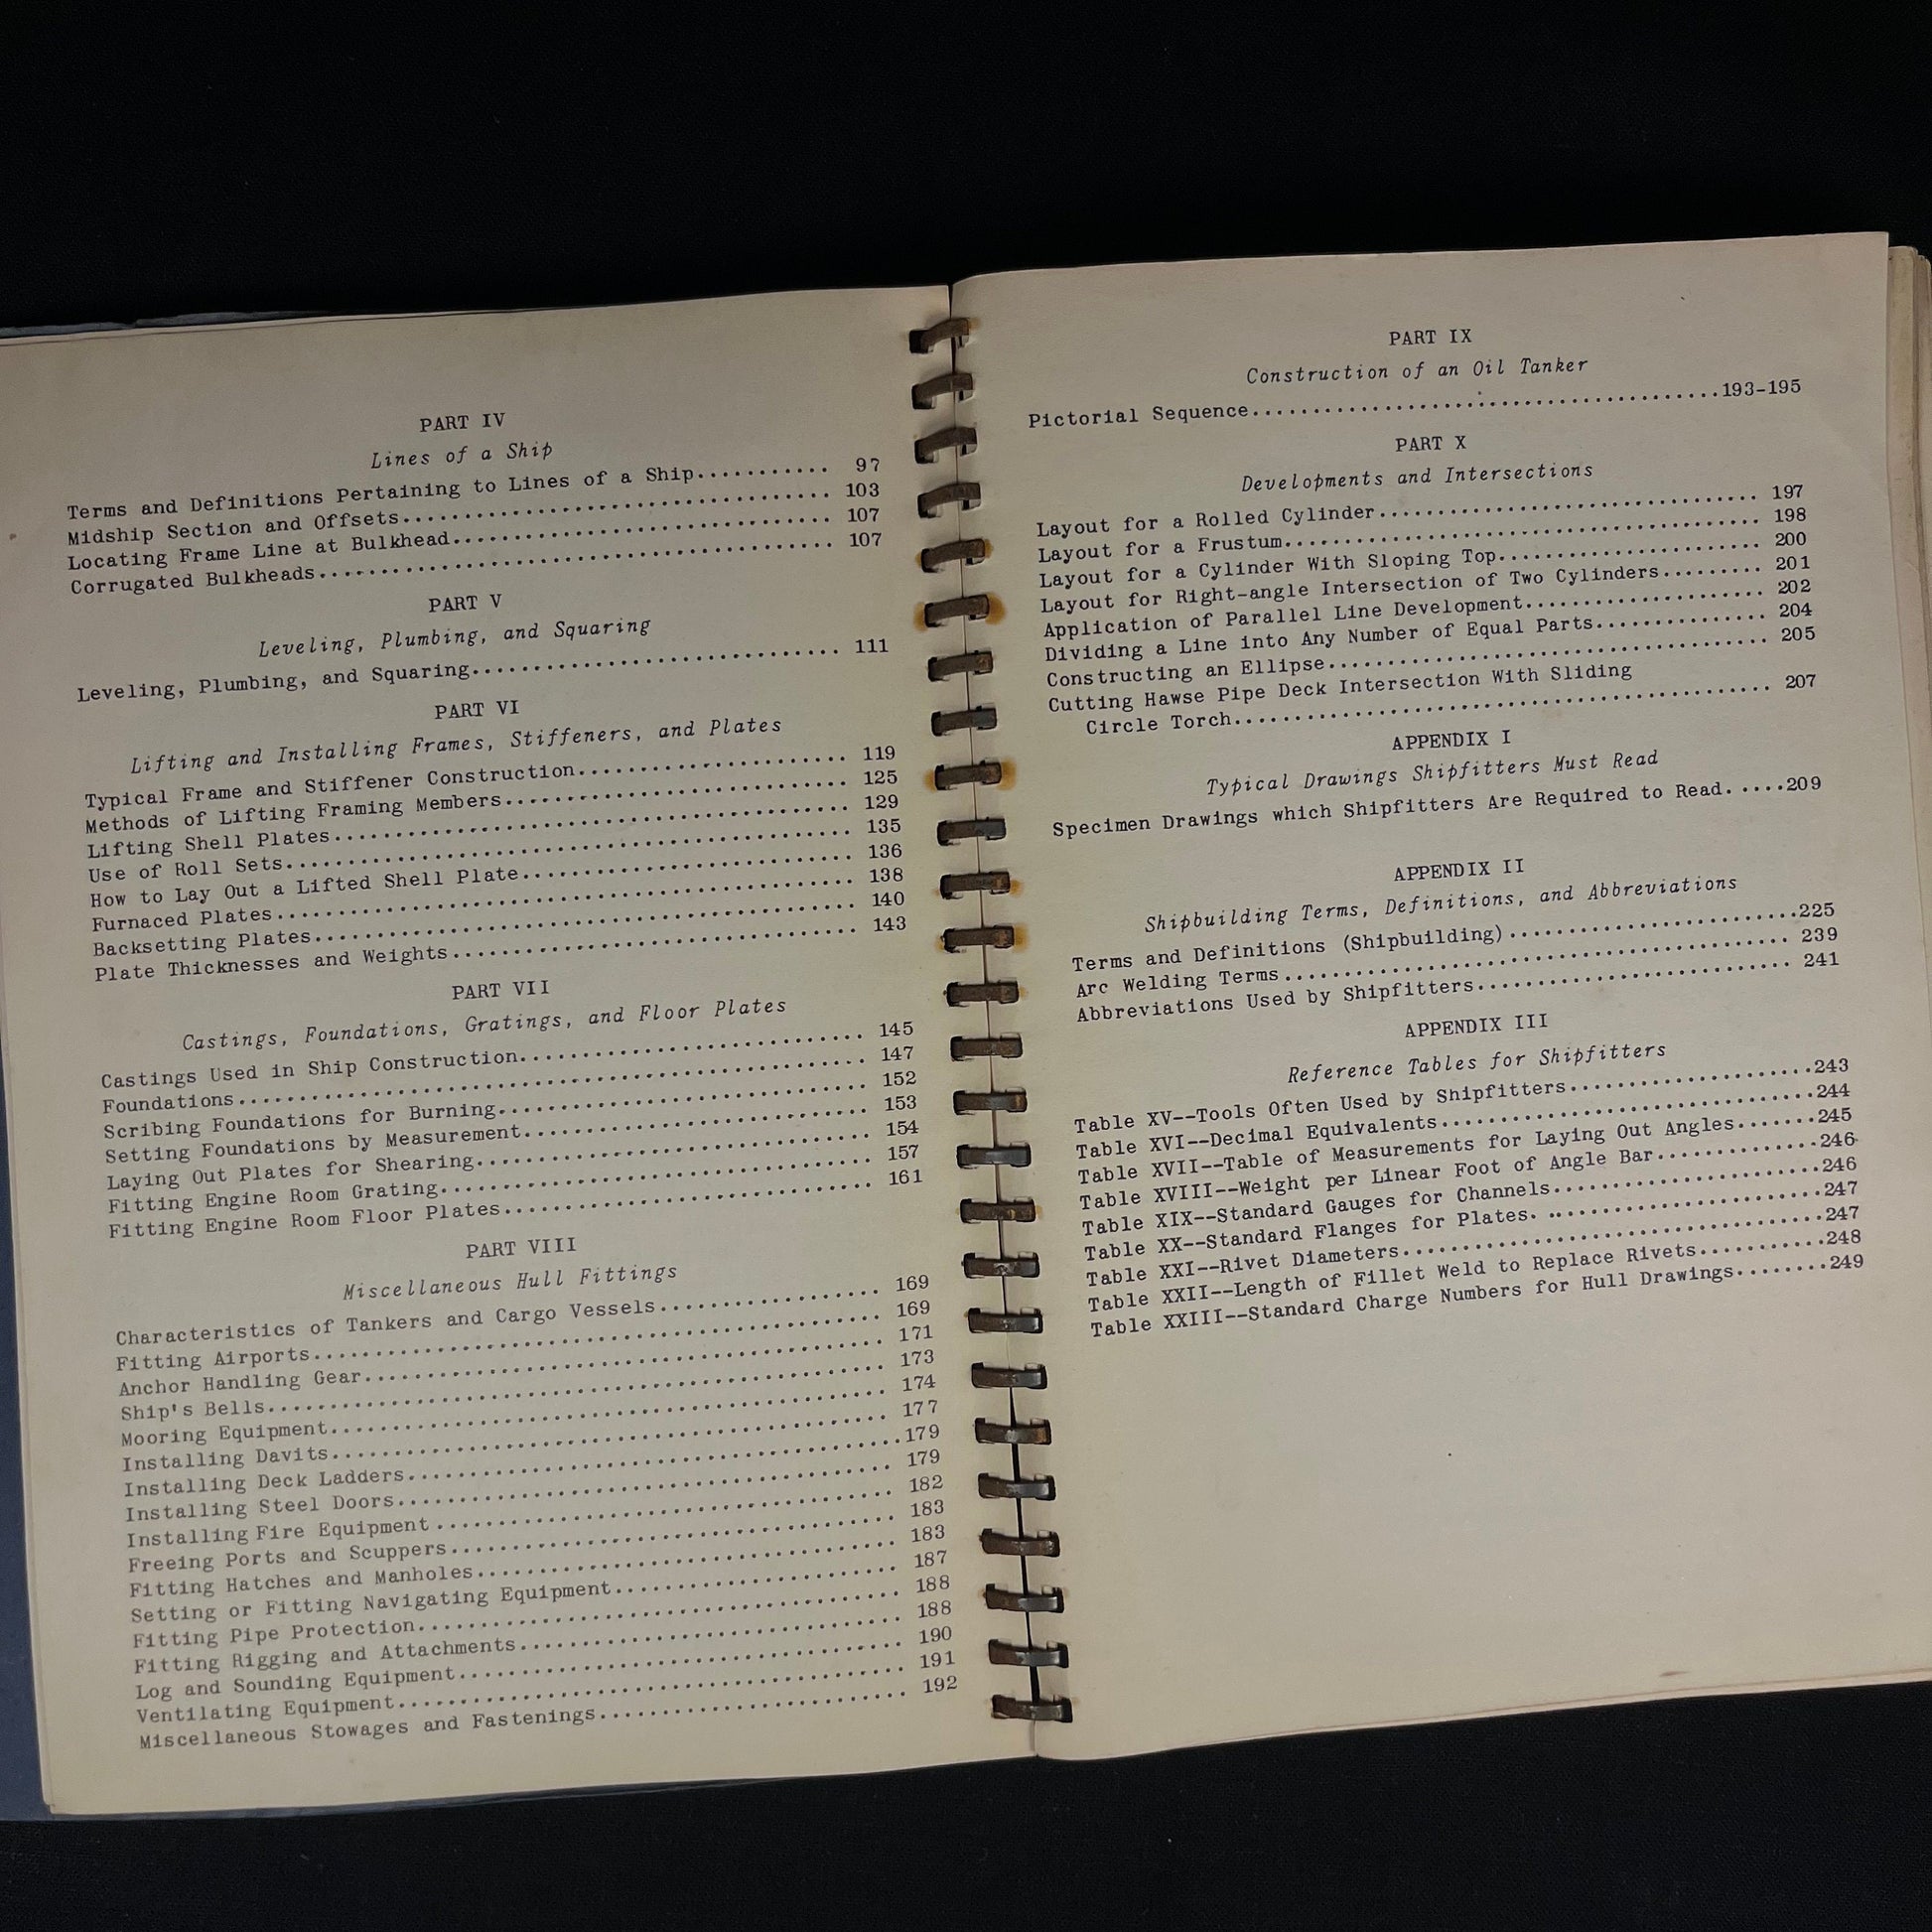 PART IV
Lines of a Ship
Terms and Definitions Pertaining to Lines of a Ship........... 97
Midship Section and Offsets................................... 103
Locating Frame Line at Bulkhead............................... 107
Corrugated Bulkheads.......................................... 107
PART V
Leveling, Plumbing, and Squaring
Leveling, Plumbing, and Squaring.............................. 111
PART VI
Lifting and Installing Frames, Stiffeners, and Plates
Typical Frame and Stiffener Construction...................... 119
Methods of Lifting Framing Members............................ 125
Lifting Shell Plates.......................................... 129
Use of Roll Sets.............................................. 135
How to Lay Out a Lifted Shell Plate........................... 136
Furnaced Plates............................................... 138
Backsetting Plates............................................ 140
Plate Thicknesses and Weights................................. 143
PART VII
Castings, Foundations, Gratings, and Floor Plates
Castings Used in Ship Construction............................ 145
Foundations................................................... 147
Scribing Foundations for Burning.............................. 152
Setting Foundations by Measurement............................ 153
Laying Out Plates for Shearing................................ 154
Fitting Engine Room Grating................................... 157
Fitting Engine Room Floor Plates.............................. 161
PART VIII
Miscellaneous Hull Fittings
Characteristics of Tankers and Cargo Vessels.................. 169
Fitting Airports.............................................. 169
Anchor Handling Gear.......................................... 171
Ship's Bells.................................................. 173
Mooring Equipment............................................. 174
Installing Davits............................................. 177
Installing Deck Ladders........................................179
Installing Steel Doors........................................ 179
Installing Fire Equipment..................................... 182
Freeing Ports and Scuppers.................................... 183
Fitting Hatches and Manholes.................................. 183
Setting or Fitting Navigating Equipment....................... 187
Fitting Pipe Protection....................................... 188
Fitting Rigging and Attachments............................... 188
Log and Sounding Equipment.................................... 190
Ventilating Equipment......................................... 191
Miscellaneous Stowages and Fastenings......................... 192
PART IX
Construction of an Oil Tanker
Pictorial Sequence.......................................193-195
PART X
Developments and Intersections
Layout for a Rolled Cylinder............................... 197
Layout for a Frustum....................................... 198
Layout for a Cylinder With Sloping Top..................... 200
Layout for Right-angle Intersection of Two Cylinders......... 201
Application of Parallel Line Development................... 202
Dividing a Line into Any Number of Equal Parts.............. 204
Constructing an Ellipse.................................... 205
Cutting Hawse Pipe Deck Intersection With Sliding
Circle Torch............................................. 207
APPENDIX I
Typical Drawings Shipfitters Must Read
Specimen Drawings which Shipfitters Are Required to Read. ....209
APPENDIX II
Shipbuilding Terms, Definitions, and Abbreviations
Terms and Definitions (Shipbuilding)........................225
Arc Welding Terms.......................................... 239
Abbreviations Used by Shipfitters.......................... 241
APPENDIX III
Reference Tables for Shipfitters
Table XV--Tools Often Used by Shipfitters....................243
Table XVI--Decimal Equivalents...............................244
Table XVII--Table of Measurements for Laying Out Angles.......245
Table XVIII--Weight per Linear Foot of Angle Bar.............246
Table XIX--Standard Gauges for Channels......................246
Table XX--Standard Flanges for Plates. ......................247
Table XXI--Rivet Diameters...................................247
Table XXII--Length of Fillet Weld to Replace Rivets...........248
Table XXIII--Standard Charge Numbers for Hull Drawings........249